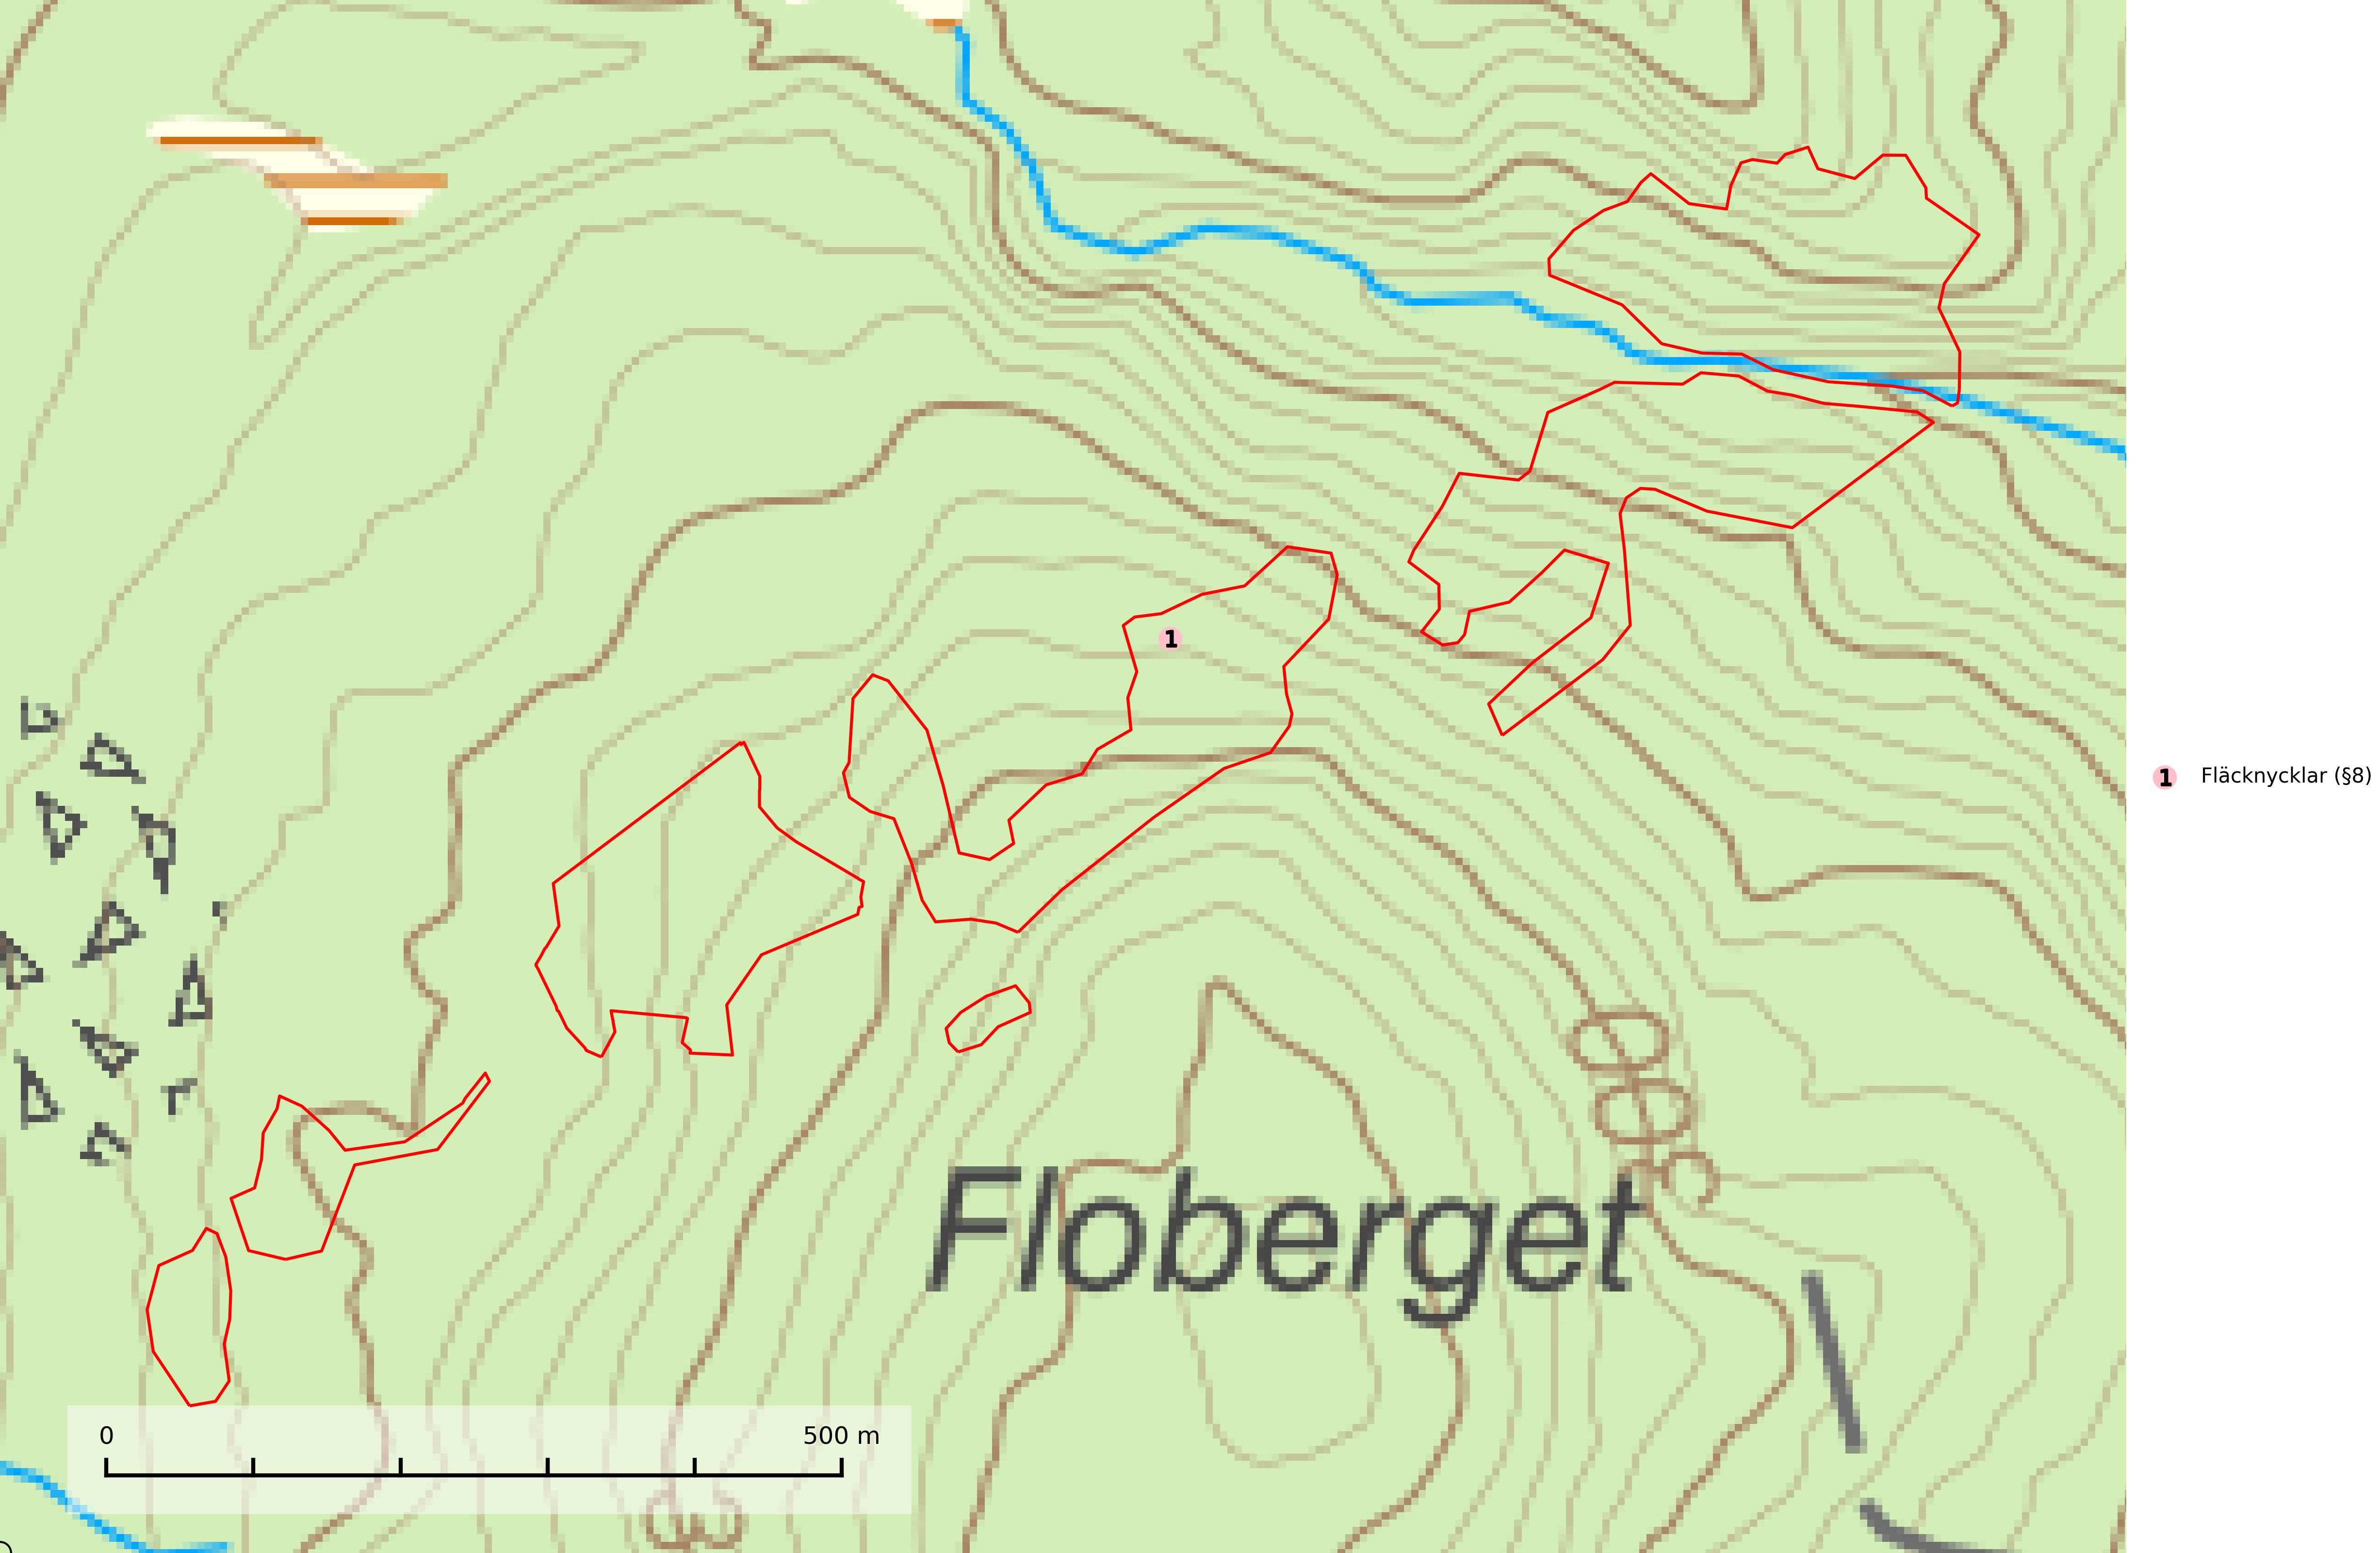 1
1 Fläcknycklar (§8)
Floberget
0 500 m